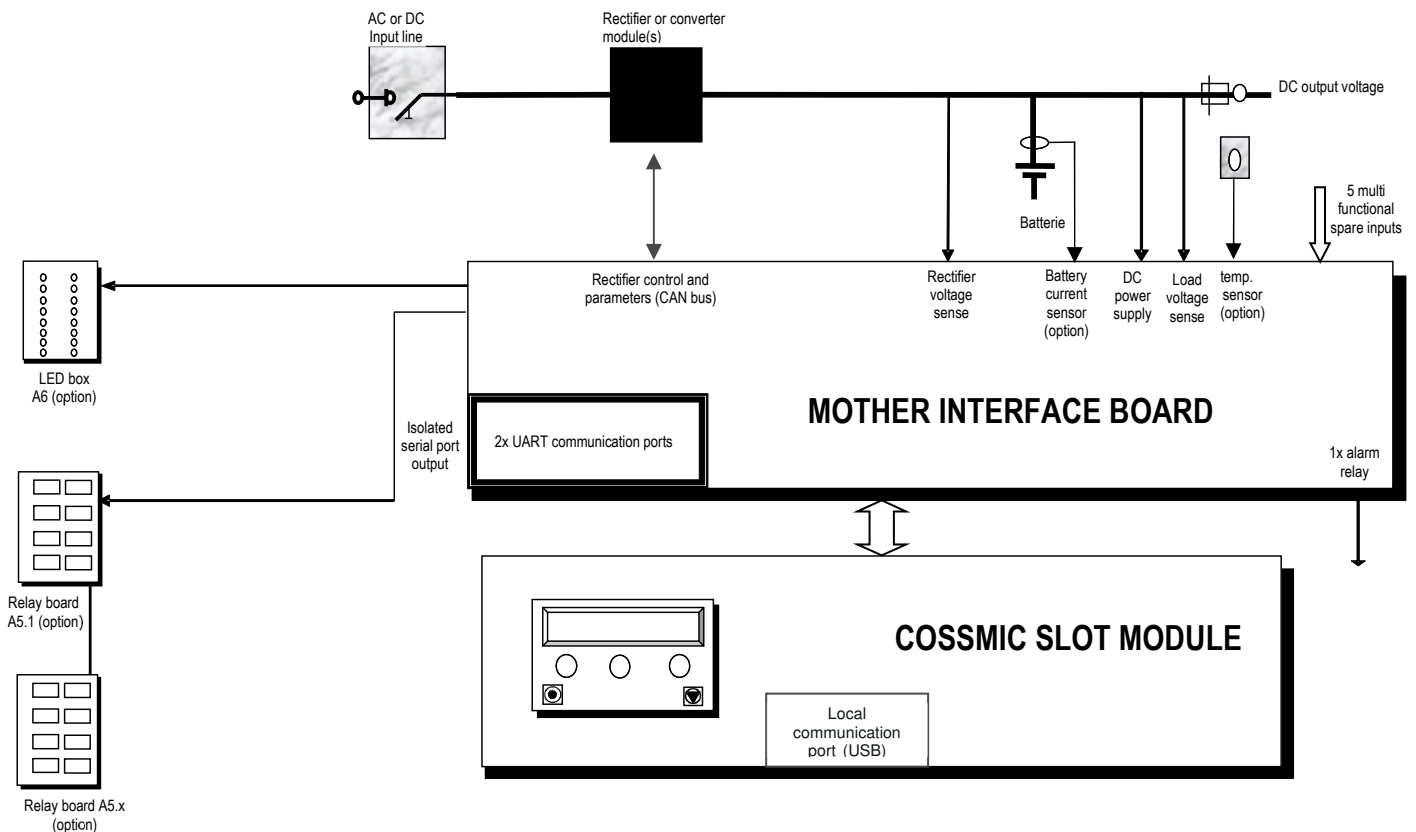 AC or DC
Input line
Rectifier or converter
module(s)
DC output voltage
5 multi
functional
spare inputs
Batterie
Rectifier control and
parameters (CAN bus)
Rectifier
voltage
sense
Battery
current
sensor
(option)
DC
power
supply
Load
voltage
sense
temp.
sensor
(option)
LED box
A6 (option)
MOTHER INTERFACE BOARD
Isolated
serial port
output
2x UART communication ports
1x alarm
relay
Relay board
A5.1 (option)
COSSMIC SLOT MODULE
Local
communication
port (USB)
Relay board A5.x
(option)